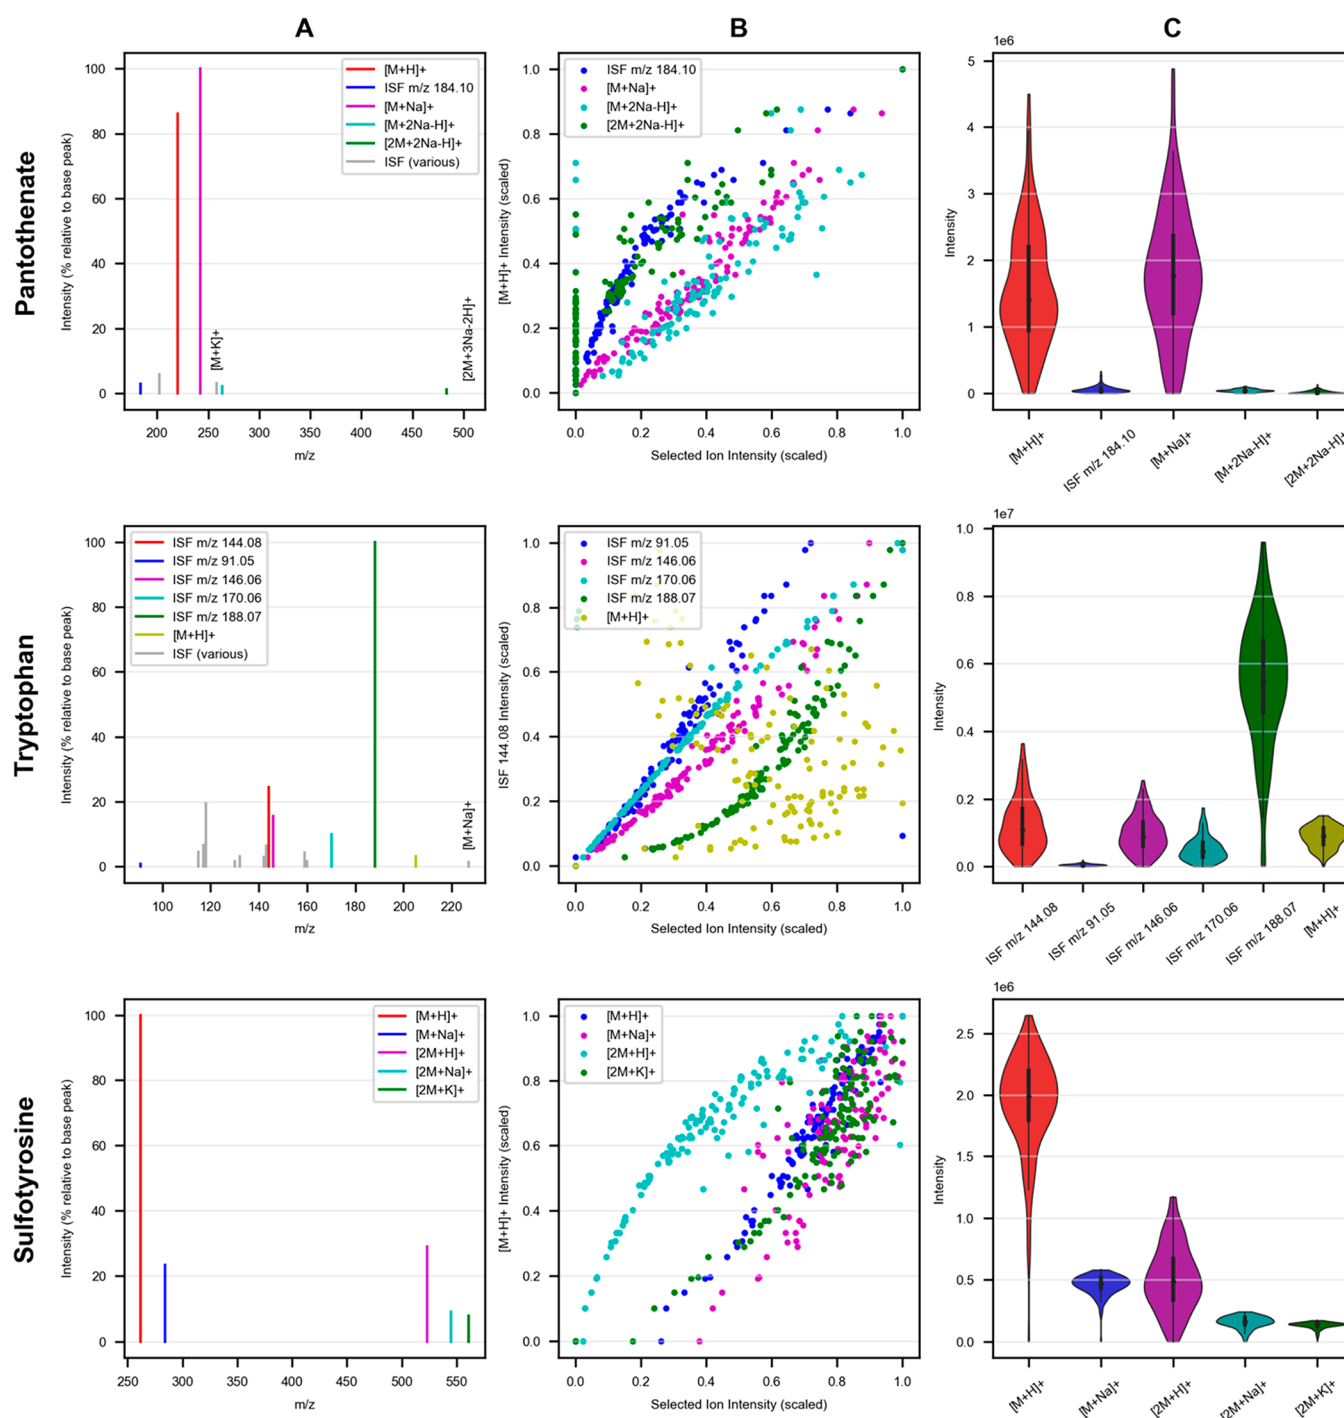 A
B
C
Pantothenate
Intensity (% relative to base peak)
100
80
60
40
20
0
[M+H]+
ISF m/z 184.10
[M+Na]+
[M+2Na-H]+
[2M+2Na-H]+
ISF (various)
[M+K]+
[2M+3Na-2H]+
200
250
300
350
400
450
500
m/z
[M+H]+ Intensity (scaled)
1.0
0.8
0.6
0.4
0.2
0.0
ISF m/z 184.10
[M+Na]+
[M+2Na-H]+
[2M+2Na-H]+
0.0
0.2
0.4
0.6
0.8
1.0
Selected Ion Intensity (scaled)
1e6
Intensity
5
4
3
2
1
0
[M+H]+
ISF m/z 184.10
[M+Na]+
[M+2Na-H]+
[2M+2Na-H]
Tryptophan
Intensity (% relative to base peak)
100
80
60
40
20
0
ISF m/z 144.08
ISF m/z 91.05
ISF m/z 146.06
ISF m/z 170.06
ISF m/z 188.07
[M+H]+
ISF (various)
[M+Na]+
100
120
140
160
180
200
220
m/z
ISF 144.08 Intensity (scaled)
1.0
0.8
0.6
0.4
0.2
0.0
ISF m/z 91.05
ISF m/z 146.06
ISF m/z 170.06
ISF m/z 188.07
[M+H]+
0.0
0.2
0.4
0.6
0.8
1.0
Selected Ion Intensity (scaled)
1e7
Intensity
1.0
0.8
0.6
0.4
0.2
0.0
ISF m/z 144.08
ISF m/z 91.05
ISF m/z 146.06
ISF m/z 170.06
ISF m/z 188.07
[M+H]+
Sulfotyrosine
Intensity (% relative to base peak)
100
80
60
40
20
0
[M+H]+
[M+Na]+
[2M+H]+
[2M+Na]+
[2M+K]+
250
300
350
400
450
500
550
m/z
[M+H]+ Intensity (scaled)
1.0
0.8
0.6
0.4
0.2
0.0
[M+H]+
[M+Na]+
[2M+H]+
[2M+K]+
0.0
0.2
0.4
0.6
0.8
1.0
Selected Ion Intensity (scaled)
1e6
Intensity
2.5
2.0
1.5
1.0
0.5
0.0
[M+H]+
[M+Na]+
[2M+H]+
[2M+Na]+
[2M+K]+